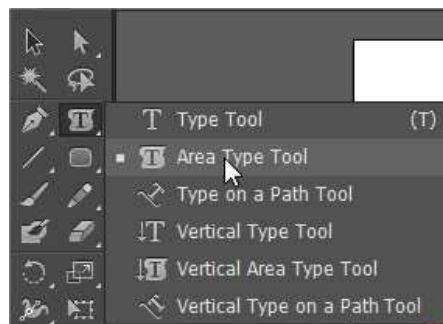 Type Tool (T)
Area Type Tool
Type on a Path Tool
Vertical Type Tool
Vertical Area Type Tool
Vertical Type on a Path Tool